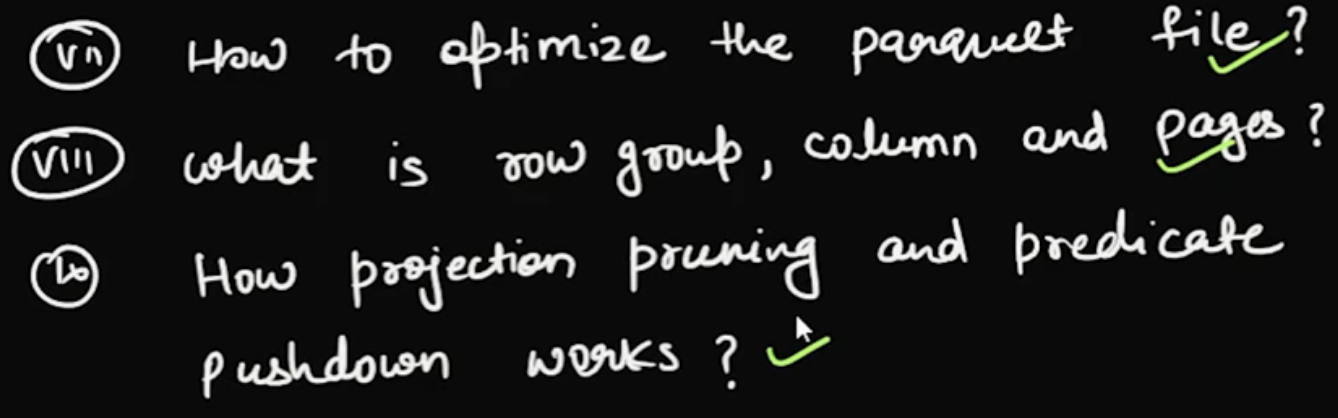 VII How to optimize the parquet file?
VIII what is row group, column and pages?
How projection pruning and predicate
pushdown works?